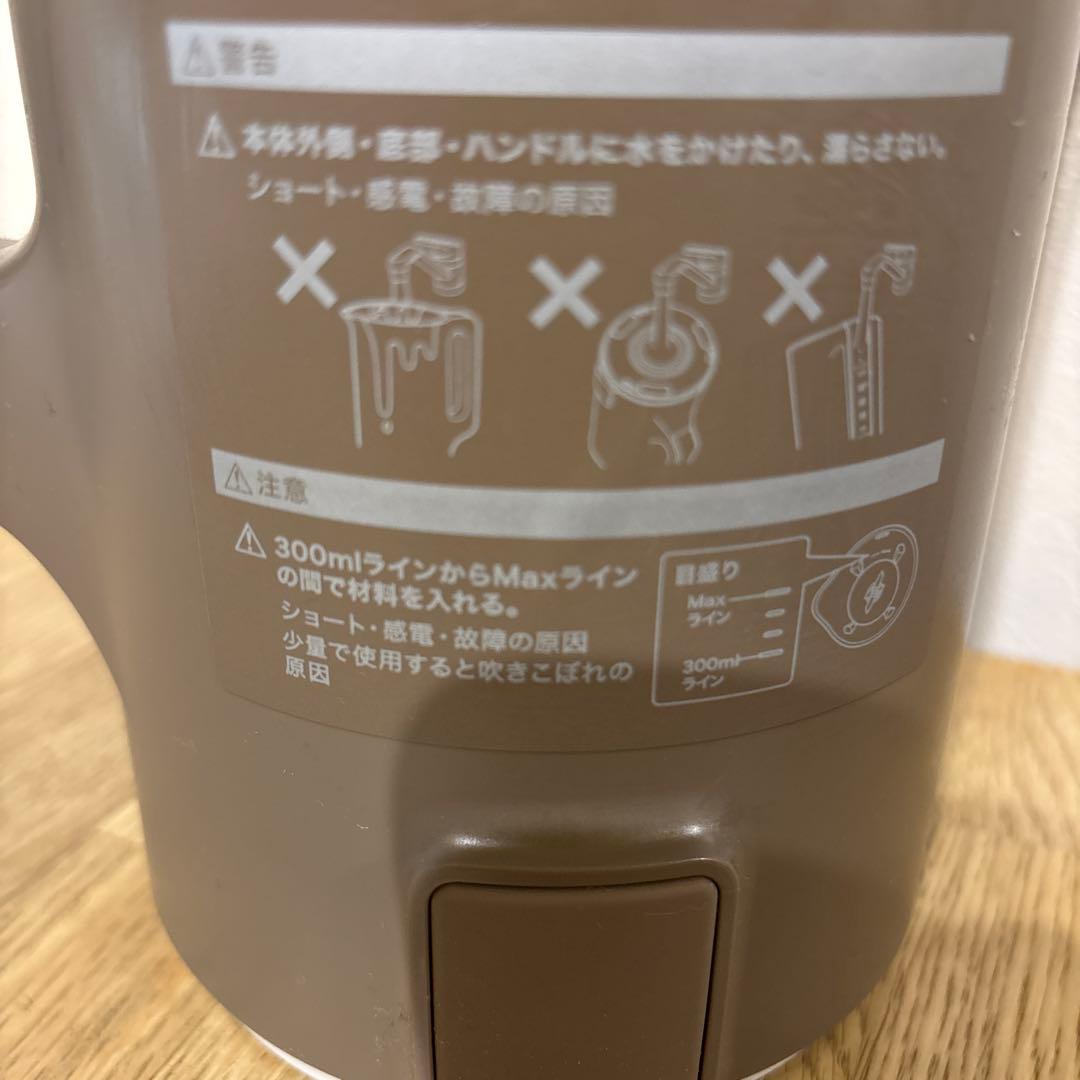 ⚠警告
⚠本体外側・底部・ハンドルに水をかけたり、濡らさない。
ショート・感電・故障の原因
⚠注意
⚠300mlラインからMaxライン
の間で材料を入れる。
ショート・感電・故障の原因
少量で使用すると吹きこぼれの
原因
目盛り
Max
ライン
300ml
ライン